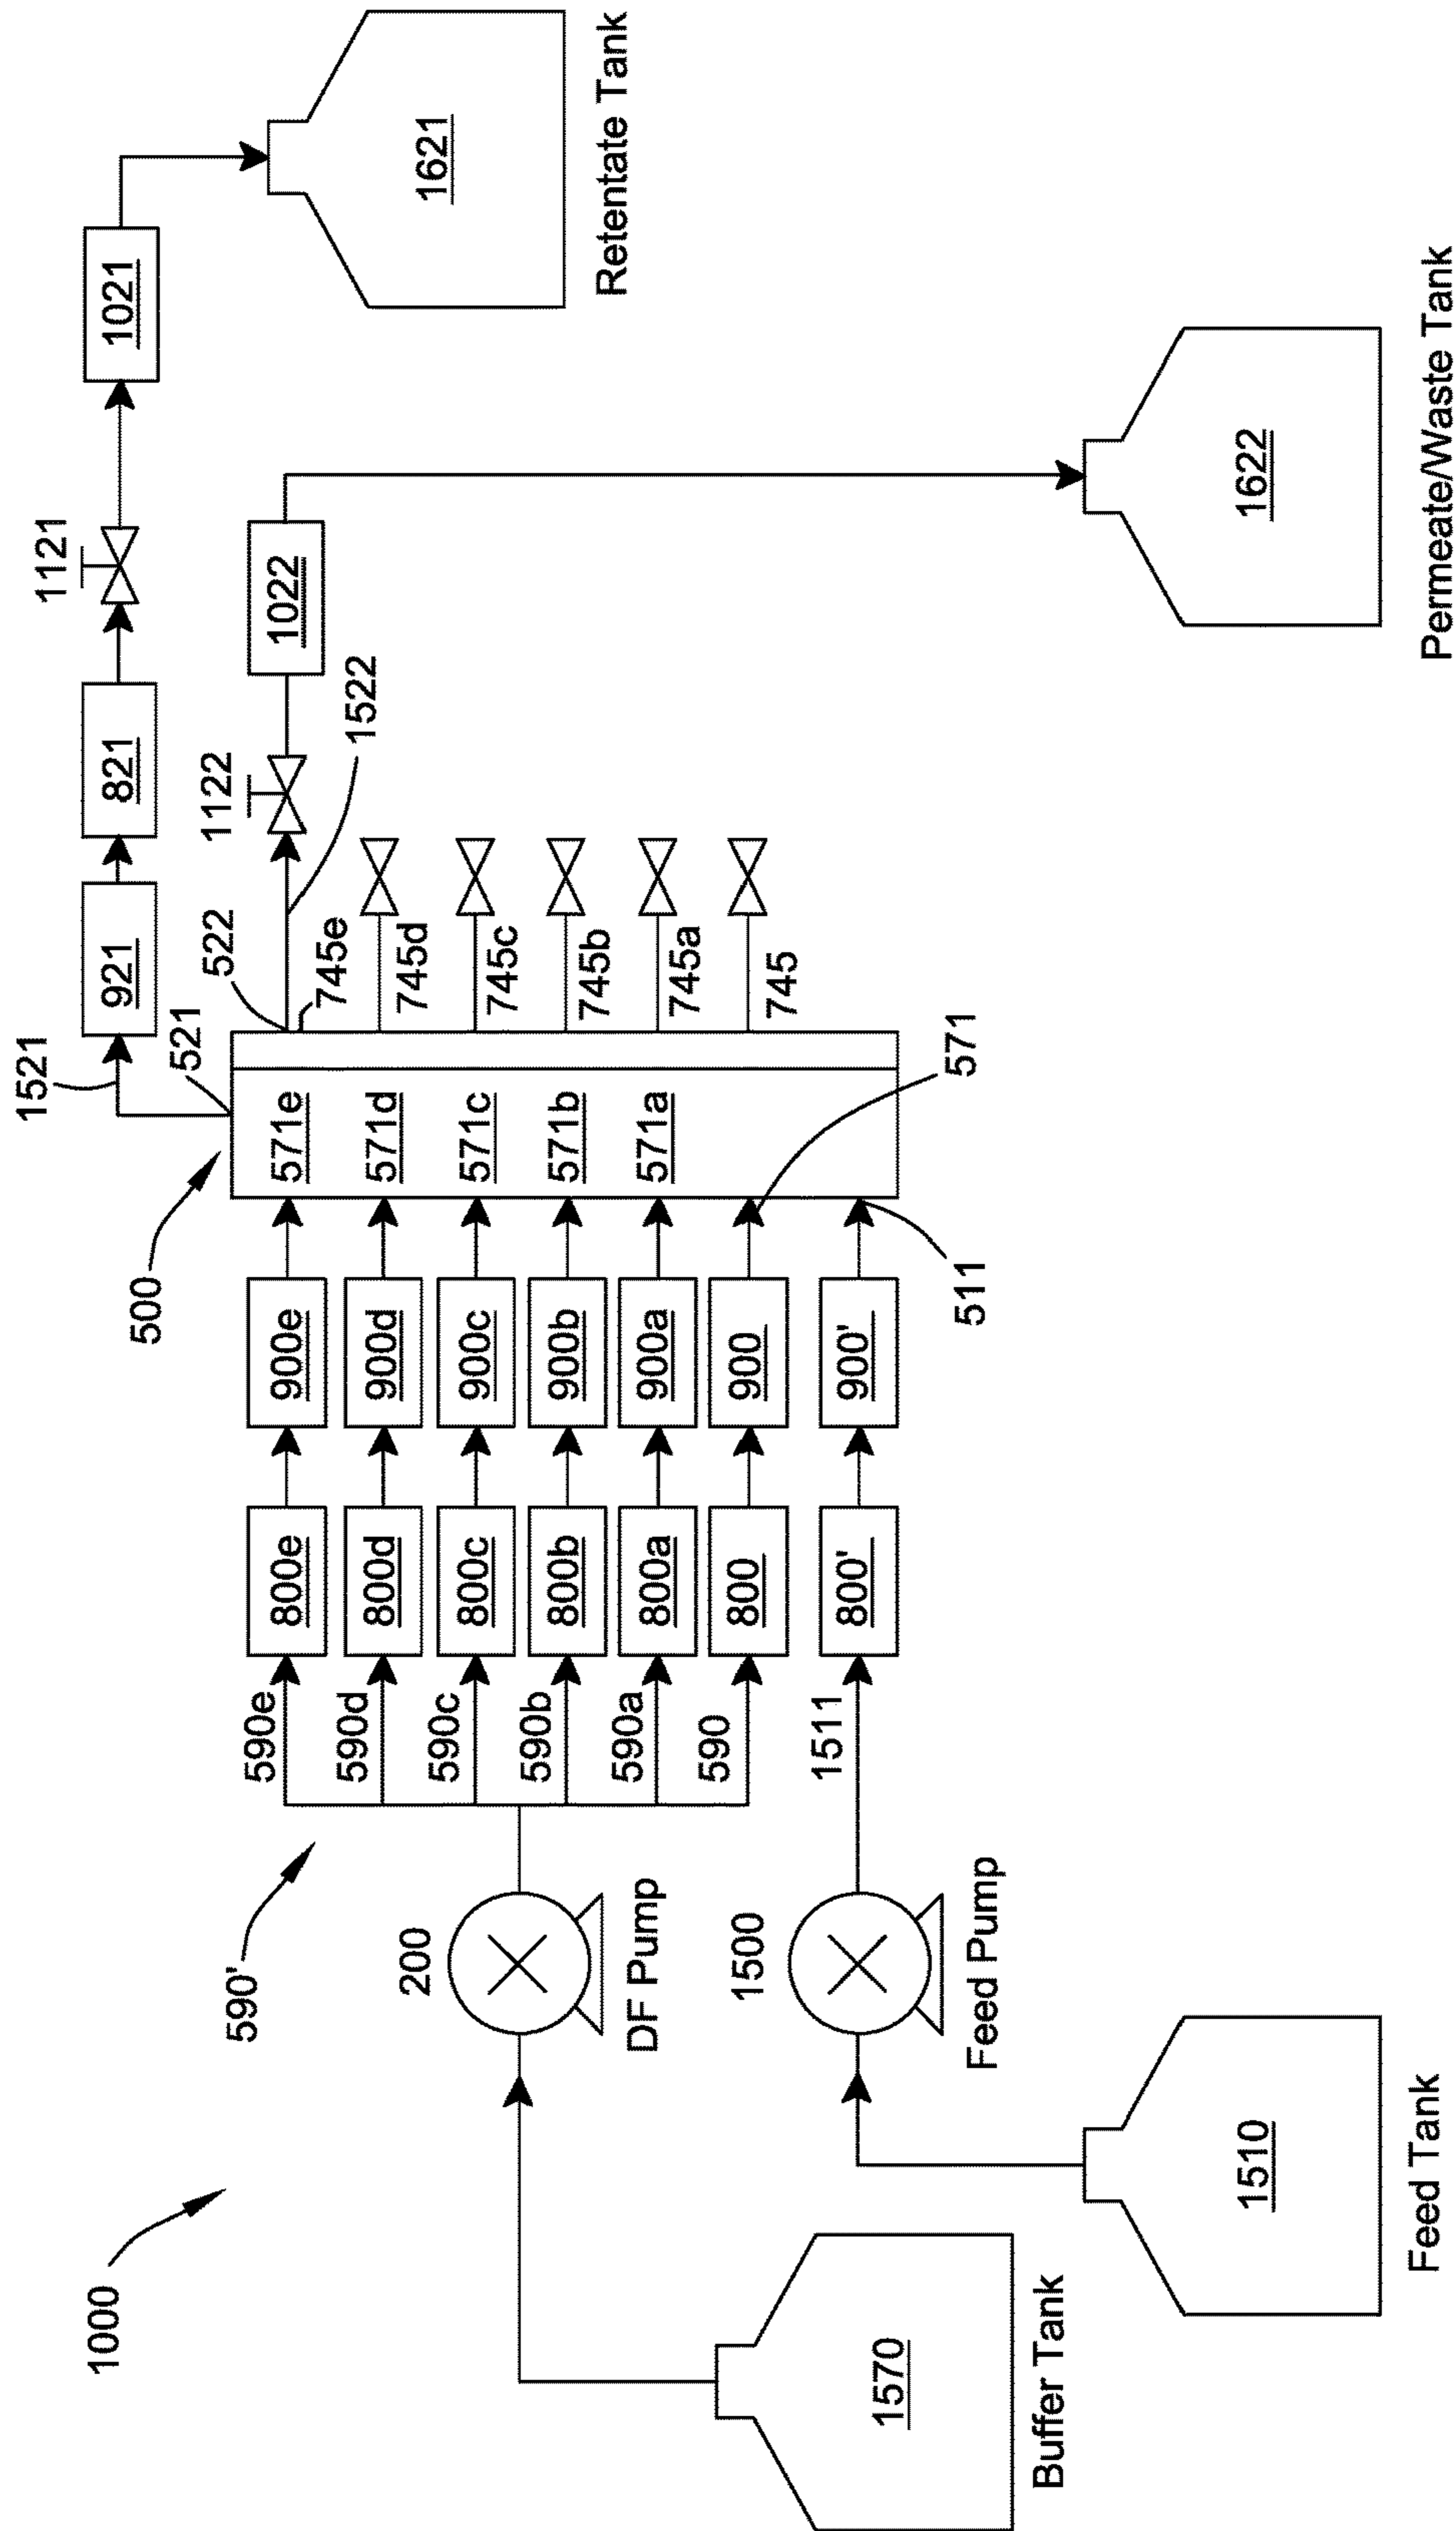 1000
590'
500
1521
521
921
821
1121
1021
1621
Retentate Tank
522
745e
1122
1522
1022
1622
Permeate/Waste Tank
590e
800e
900e
571e
590d
800d
900d
571d
745d
590c
800c
900c
571c
745c
590b
800b
900b
571b
745b
590a
800a
900a
571a
745a
590
800
900
571
745
1511
800'
900'
511
200
DF Pump
1500
Feed Pump
1570
Buffer Tank
1510
Feed Tank